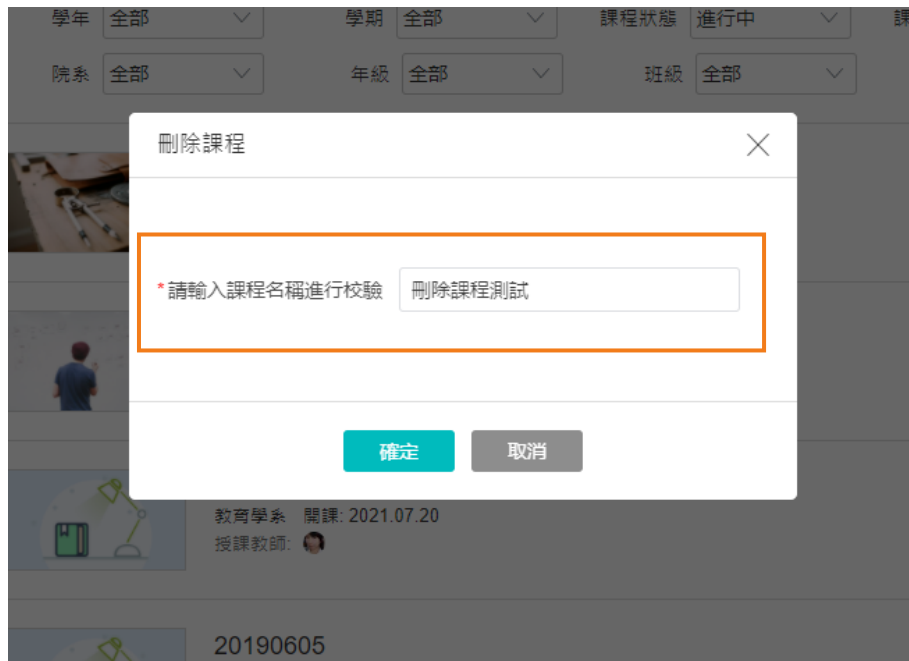 學年 全部 學期 全部 課程狀態 進行中 課
院系 全部 年級 全部 班級 全部
刪除課程
*請輸入課程名稱進行校驗 刪除課程測試
確定 取消
教育學系 開課: 2021.07.20
授課教師:
20190605